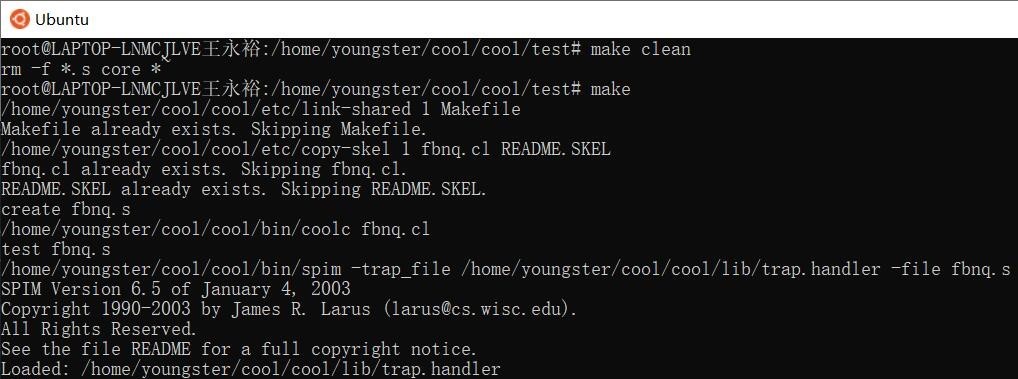 Ubuntu
root@LAPTOP-LNMCJLVE王永裕:/home/youngster/cool/cool/test# make clean
rm -f *.s core *~
root@LAPTOP-LNMCJLVE王永裕:/home/youngster/cool/cool/test# make
/home/youngster/cool/cool/etc/link-shared 1 Makefile
Makefile already exists. Skipping Makefile.
/home/youngster/cool/cool/etc/copy-skel 1 fbnq.cl README.SKEL
fbnq.cl already exists. Skipping fbnq.cl.
README.SKEL already exists. Skipping README.SKEL.
create fbnq.s
/home/youngster/cool/cool/bin/coolc fbnq.cl
test fbnq.s
/home/youngster/cool/cool/bin/spim -trap_file /home/youngster/cool/cool/lib/trap.handler -file fbnq.s
SPIM Version 6.5 of January 4, 2003
Copyright 1990-2003 by James R. Larus (larus@cs.wisc.edu).
All Rights Reserved.
See the file README for a full copyright notice.
Loaded: /home/youngster/cool/cool/lib/trap.handler